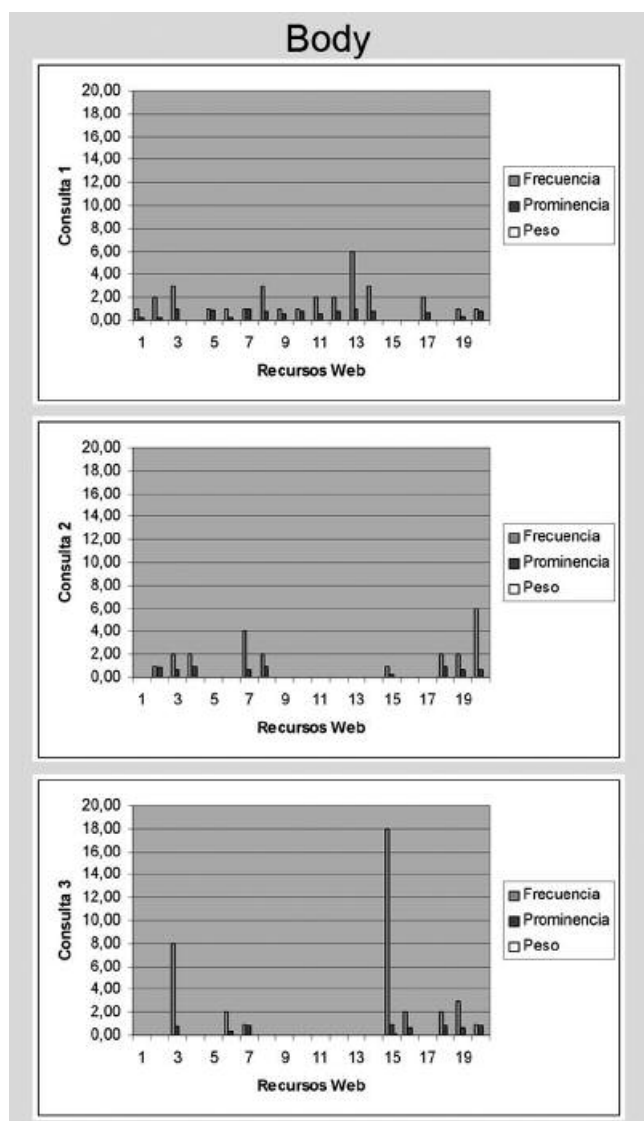 Body
20,00
18,00
16,00
14,00
12,00
10,00
8,00
6,00
4,00
2,00
0,00
Consulta 1
1 3 5 7 9 11 13 15 17 19
Recursos Web
Frecuencia
Prominencia
Peso
20,00
18,00
16,00
14,00
12,00
10,00
8,00
6,00
4,00
2,00
0,00
Consulta 2
1 3 5 7 9 11 13 15 17 19
Recursos Web
Frecuencia
Prominencia
Peso
20,00
18,00
16,00
14,00
12,00
10,00
8,00
6,00
4,00
2,00
0,00
Consulta 3
1 3 5 7 9 11 13 15 17 19
Recursos Web
Frecuencia
Prominencia
Peso